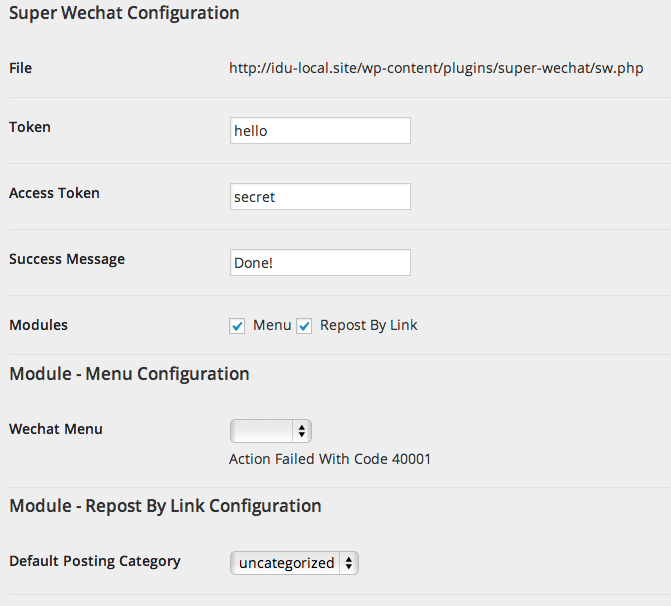 Super Wechat Configuration
File http://idu-local.site/wp-content/plugins/super-wechat/sw.php
Token hello
Access Token secret
Success Message Done!
Modules Menu Repost By Link
Module - Menu Configuration
Wechat Menu
Action Failed With Code 40001
Module - Repost By Link Configuration
Default Posting Category uncategorized